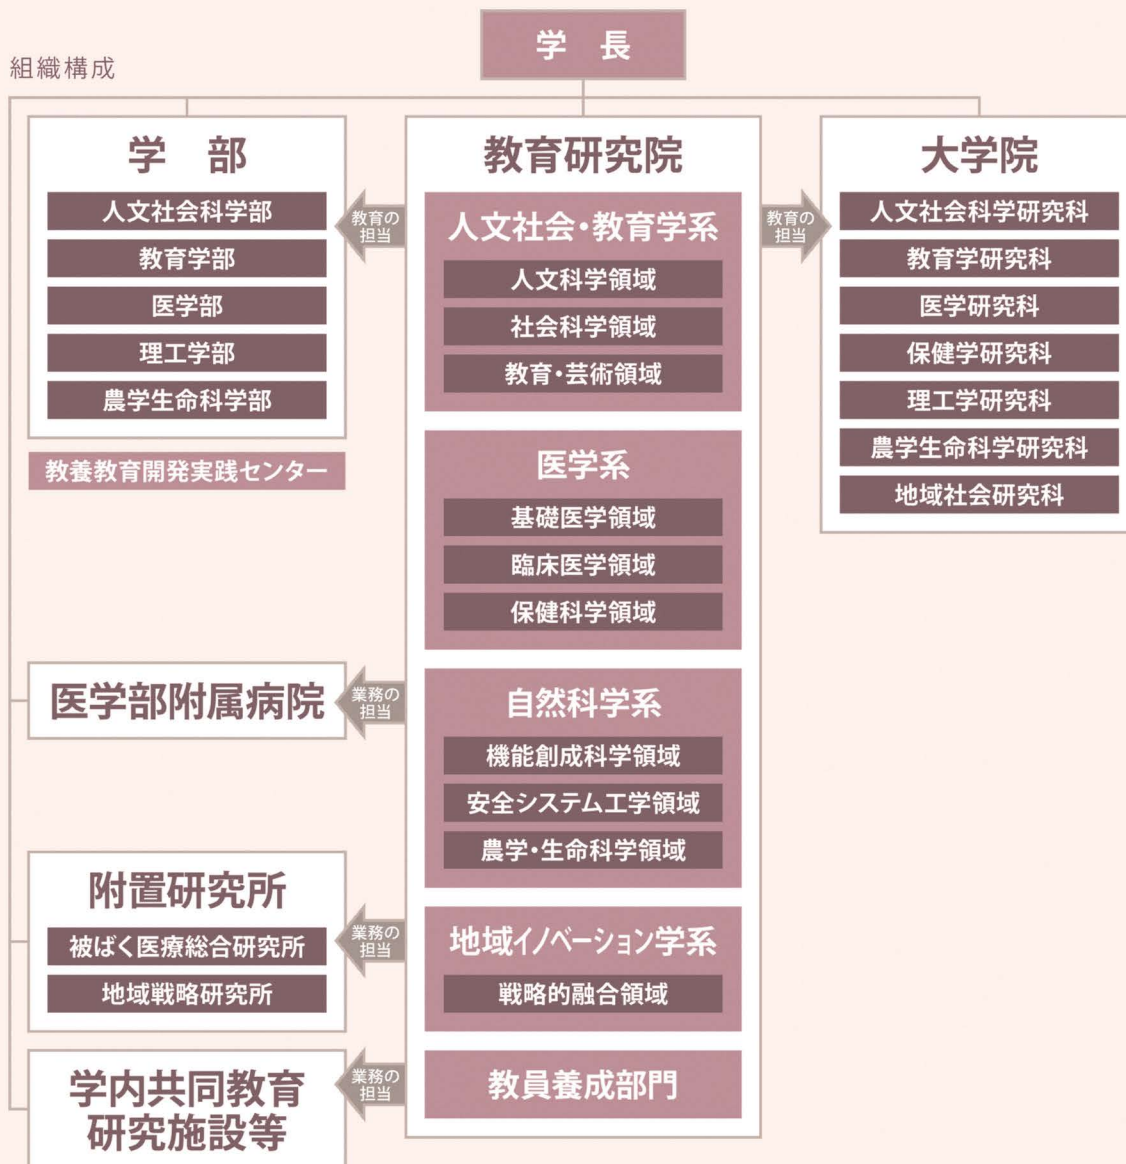 組織構成
学 長
学 部
人文社会科学部
教育学部
医学部
理工学部
農学生命科学部
教養教育開発実践センター
教育の
担当
教育研究院
人文社会・教育学系
人文科学領域
社会科学領域
教育・芸術領域
医学系
基礎医学領域
臨床医学領域
保健科学領域
自然科学系
機能創成科学領域
安全システム工学領域
農学・生命科学領域
地域イノベーション学系
戦略的融合領域
教員養成部門
教育の
担当
大学院
人文社会科学研究科
教育学研究科
医学研究科
保健学研究科
理工学研究科
農学生命科学研究科
地域社会研究科
医学部附属病院
業務の
担当
附置研究所
被ばく医療総合研究所
地域戦略研究所
業務の
担当
学内共同教育
研究施設等
業務の
担当